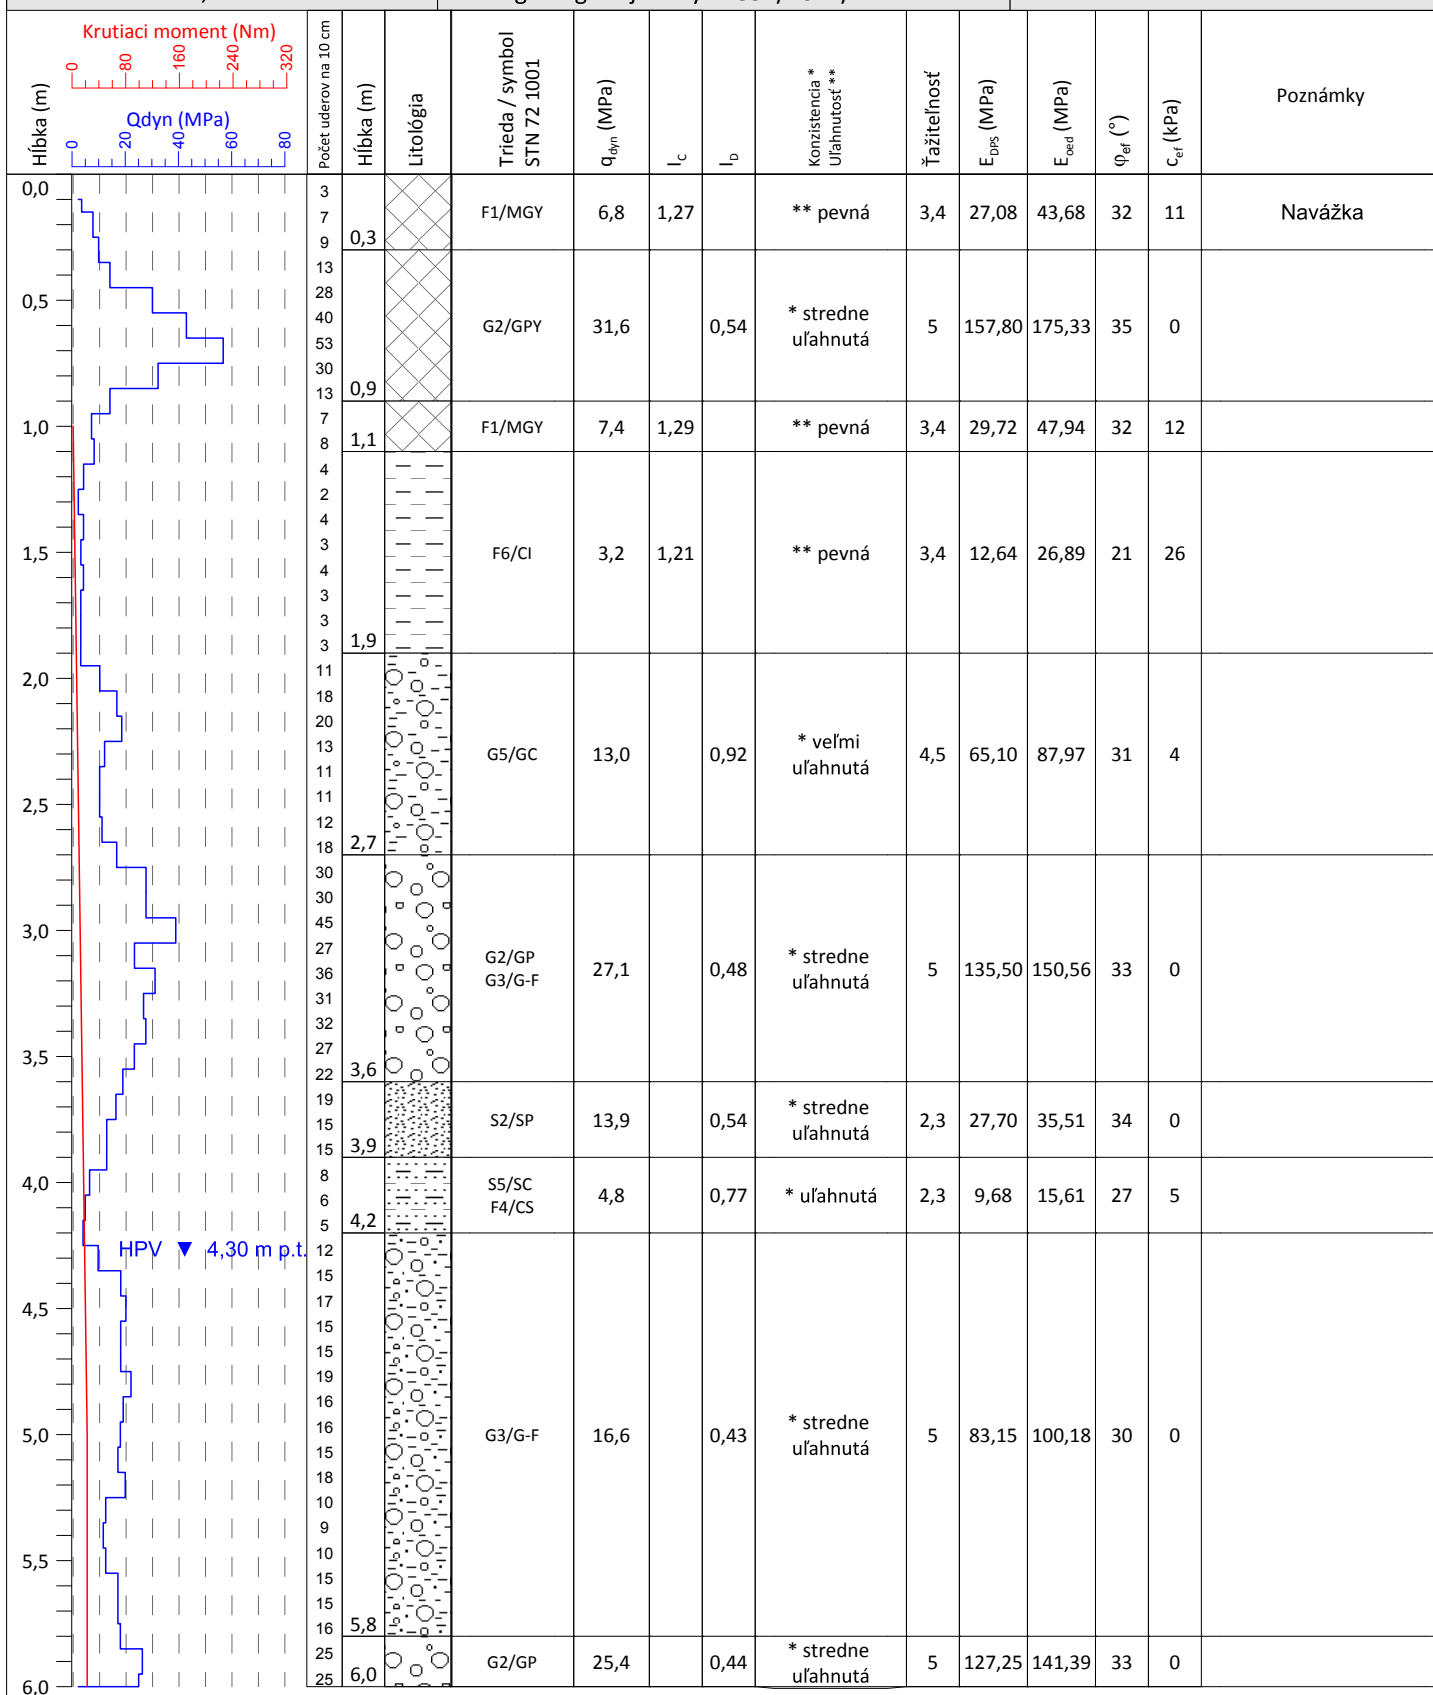 Krutiaci moment (Nm)
0 80 160 240 320
Qdyn (MPa)
0 20 40 60 80
Hĺbka (m)
Počet uderov na 10 cm
Hĺbka (m)
Litológia
Trieda / symbol
STN 72 1001
qdyn (MPa)
IC
ID
Konzistencia *
Uľahnutosť **
Ťažiteľnosť
EDPS (MPa)
Eoed (MPa)
φef (°)
cef (kPa)
Poznámky
0,0
0,5
1,0
1,5
2,0
2,5
3,0
3,5
4,0
4,5
5,0
5,5
6,0
HPV ▼ 4,30 m p.t.
3
7
9
0,3 F1/MGY 6,8 1,27 ** pevná 3,4 27,08 43,68 32 11 Navážka
13
28
40
53
30
13
0,9 G2/GPY 31,6 0,54 * stredne
uľahnutá 5 157,80 175,33 35 0
7
8
1,1 F1/MGY 7,4 1,29 ** pevná 3,4 29,72 47,94 32 12
4
2
4
3
4
3
3
3
1,9 F6/CI 3,2 1,21 ** pevná 3,4 12,64 26,89 21 26
11
18
20
13
11
11
12
18
2,7 G5/GC 13,0 0,92 * veľmi
uľahnutá 4,5 65,10 87,97 31 4
30
30
45
27
36
31
32
27
22
3,6 G2/GP
G3/G-F 27,1 0,48 * stredne
uľahnutá 5 135,50 150,56 33 0
19
15
15
3,9 S2/SP 13,9 0,54 * stredne
uľahnutá 2,3 27,70 35,51 34 0
8
6
5
4,2 S5/SC
F4/CS 4,8 0,77 * uľahnutá 2,3 9,68 15,61 27 5
12
15
17
15
15
19
16
16
15
18
10
9
10
15
15
16
5,8 G3/G-F 16,6 0,43 * stredne
uľahnutá 5 83,15 100,18 30 0
25
25
6,0 G2/GP 25,4 0,44 * stredne
uľahnutá 5 127,25 141,39 33 0